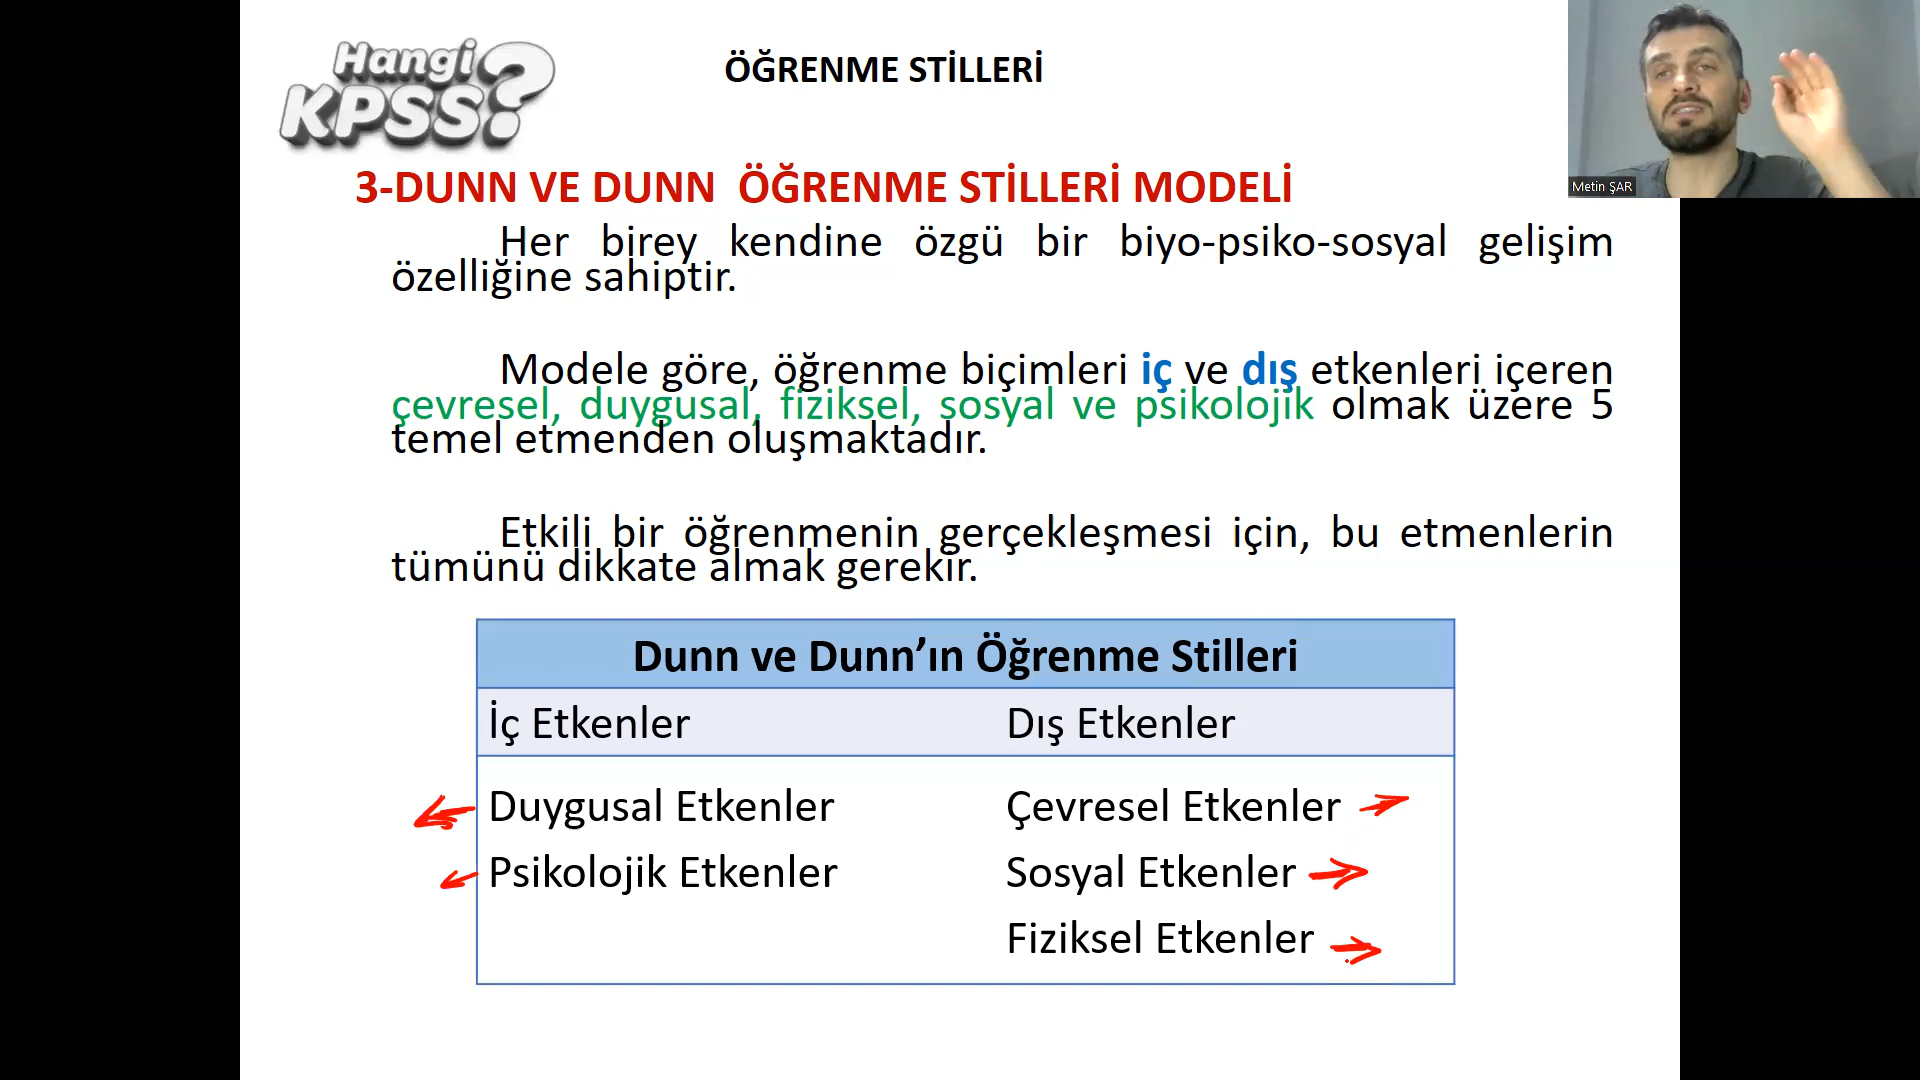 Hangi
KPSS?
ÖĞRENME STİLLERİ
Metin ŞAR
3-DUNN VE DUNN ÖĞRENME STİLLERİ MODELİ
Her birey kendine özgü bir biyo-psiko-sosyal gelişim
özelliğine sahiptir.
Modele göre, öğrenme biçimleri iç ve dış etkenleri içeren
çevresel, duygusal, fiziksel, sosyal ve psikolojik olmak üzere 5
temel etmenden oluşmaktadır.
Etkili bir öğrenmenin gerçekleşmesi için, bu etmenlerin
tümünü dikkate almak gerekir.
Dunn ve Dunn’ın Öğrenme Stilleri
İç Etkenler Dış Etkenler
Duygusal Etkenler Çevresel Etkenler
Psikolojik Etkenler Sosyal Etkenler
Fiziksel Etkenler